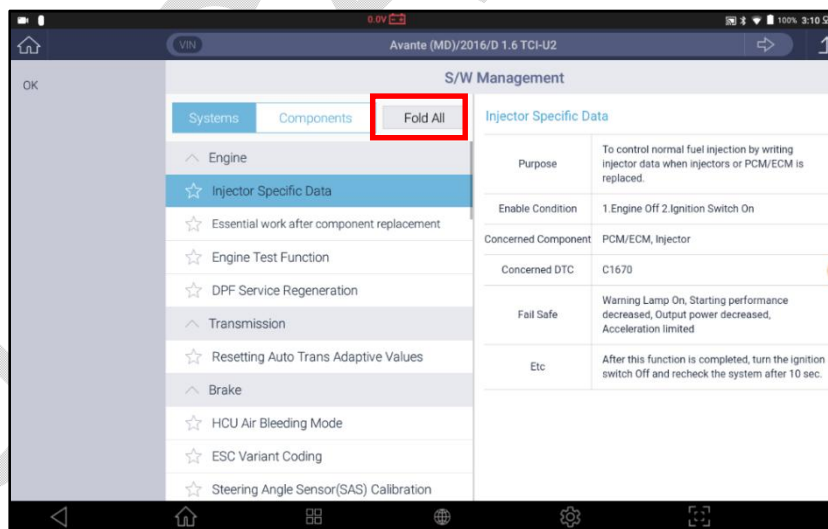 0.0V
100% 3:10
VIN
Avante (MD)/2016/D 1.6 TCI-U2
OK
S/W Management
Systems
Components
Fold All
Engine
Injector Specific Data
Essential work after component replacement
Engine Test Function
DPF Service Regeneration
Transmission
Resetting Auto Trans Adaptive Values
Brake
HCU Air Bleeding Mode
ESC Variant Coding
Steering Angle Sensor(SAS) Calibration
Injector Specific Data
Purpose
To control normal fuel injection by writing
injector data when injectors or PCM/ECM is
replaced.
Enable Condition
1.Engine Off 2.Ignition Switch On
Concerned Component
PCM/ECM, Injector
Concerned DTC
C1670
Fail Safe
Warning Lamp On, Starting performance
decreased, Output power decreased,
Acceleration limited
Etc
After this function is completed, turn the ignition
switch Off and recheck the system after 10 sec.